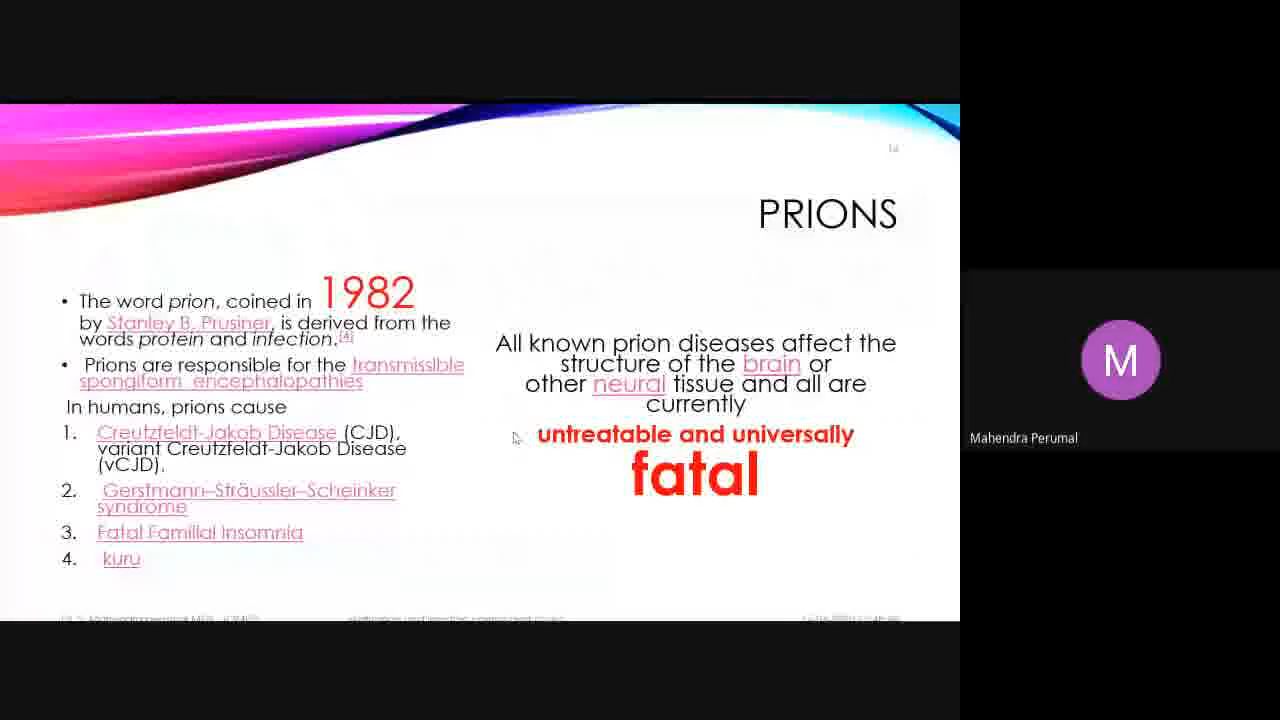 PRIONS
• The word prion, coined in 1982
by Stanley B. Prusiner, is derived from the
words protein and infection.[4]
• Prions are responsible for the transmissible
spongiform encephalopathies
In humans, prions cause
1. Creutzfeldt-Jakob Disease (CJD),
variant Creutzfeldt-Jakob Disease
(vCJD),
2. Gerstmann–Sträussler–Scheinker
syndrome
3. Fatal Familial Insomnia
4. kuru
All known prion diseases affect the
structure of the brain or
other neural tissue and all are
currently
untreatable and universally
fatal
M
Mahendra Perumal